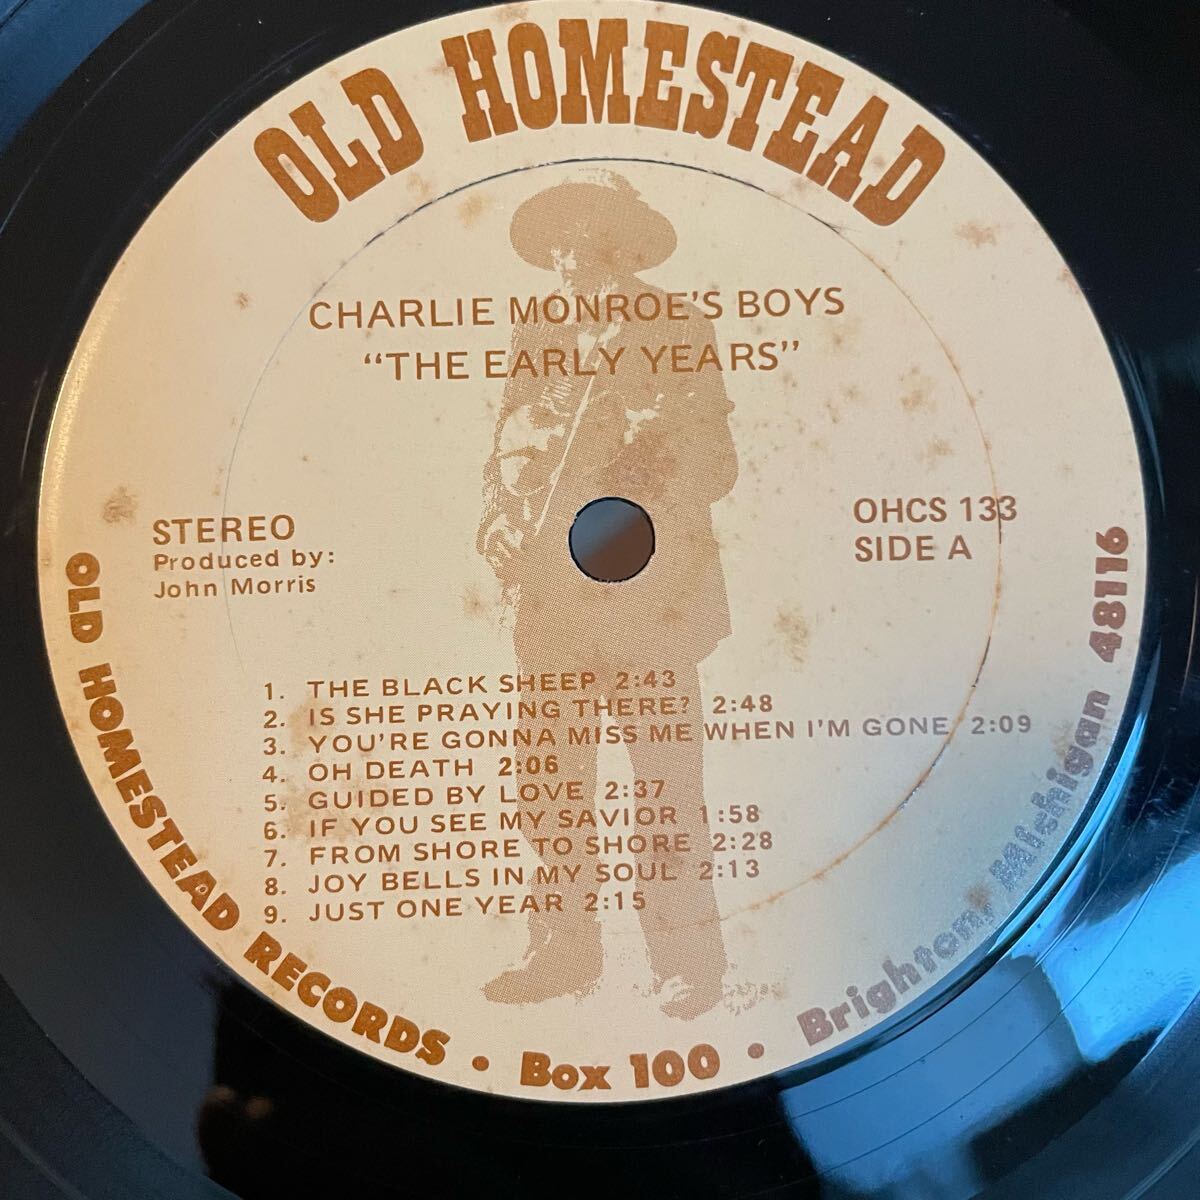 OLD HOMESTEAD
CHARLIE MONROE'S BOYS
"THE EARLY YEARS"
STEREO
Produced by:
John Morris
OHCS 133
SIDE A
1. THE BLACK SHEEP 2:43
2. IS SHE PRAYING THERE? 2:48
3. YOU'RE GONNA MISS ME WHEN I'M GONE 2:09
4. OH DEATH 2:06
5. GUIDED BY LOVE 2:37
6. IF YOU SEE MY SAVIOR 1:58
7. FROM SHORE TO SHORE 2:28
8. JOY BELLS IN MY SOUL 2:13
9. JUST ONE YEAR 2:15
OLD HOMESTEAD RECORDS • Box 100 • Brighton, Michigan 48116